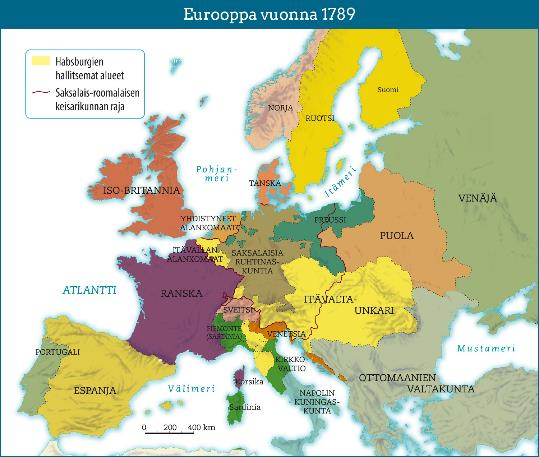 Eurooppa vuonna 1789
Habsburgien
hallitsemat alueet
Saksalais-roomalaisen
keisarikunnan raja
NORJA
RUOTSI
Suomi
Pohjan-
meri
TANSKA
Itämeri
ISO-BRITANNIA
VENÄJÄ
YHDISTYNEET
ALANKOMAAT
PREUSSI
PUOLA
ITÄVALLAN
ALANKOMAAT
SAKSALAISIA
RUHTINAS-
KUNTIA
ATLANTTI
RANSKA
ITÄVALTA-
UNKARI
SVEITSI
PIEMONTE
(SARDINIA)
VENETSIA
Mustameri
PORTUGALI
KIRKKO-
VALTIO
ESPANJA
Välimeri
Korsika
OTTOMAANIEN
VALTAKUNTA
NAPOLIN
KUNINGAS-
KUNTA
Sardinia
0 200 400 km